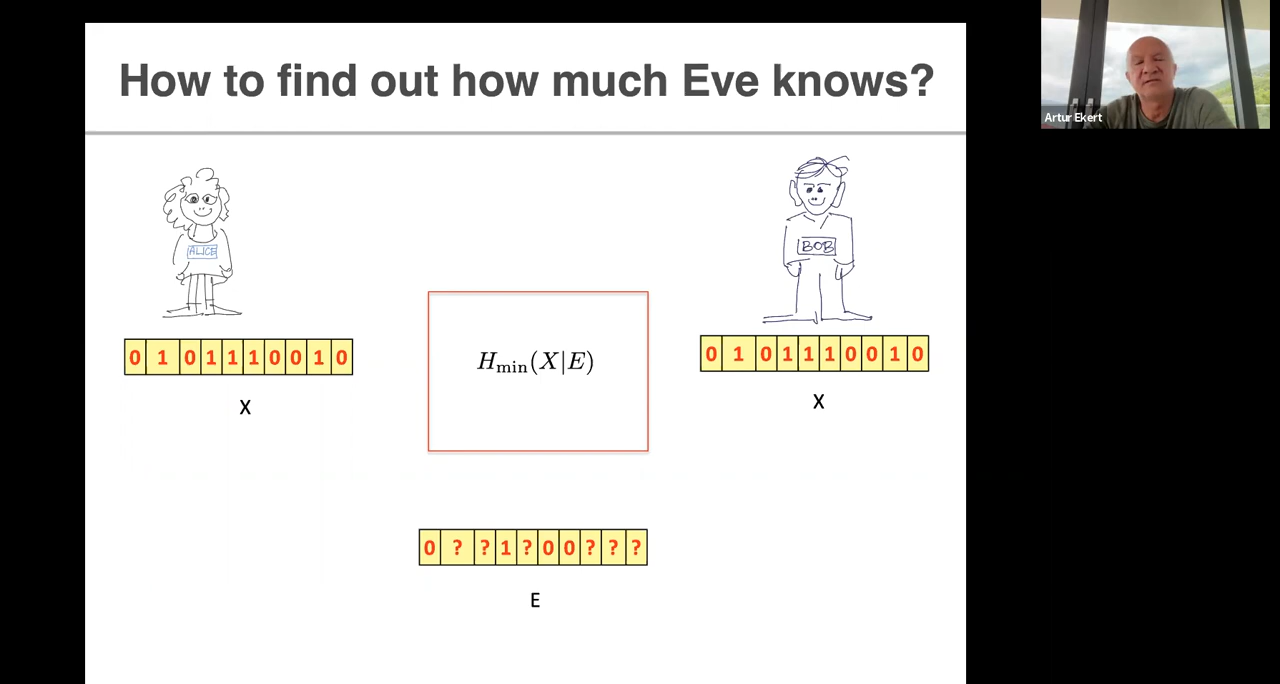 How to find out how much Eve knows?
Artur Ekert
ALICE
BOB
0 1 0 1 1 1 0 0 1 0
0 1 0 1 1 1 0 0 1 0
H_min(X|E)
X
X
0 ? ? 1 ? 0 0 ? ? ?
E